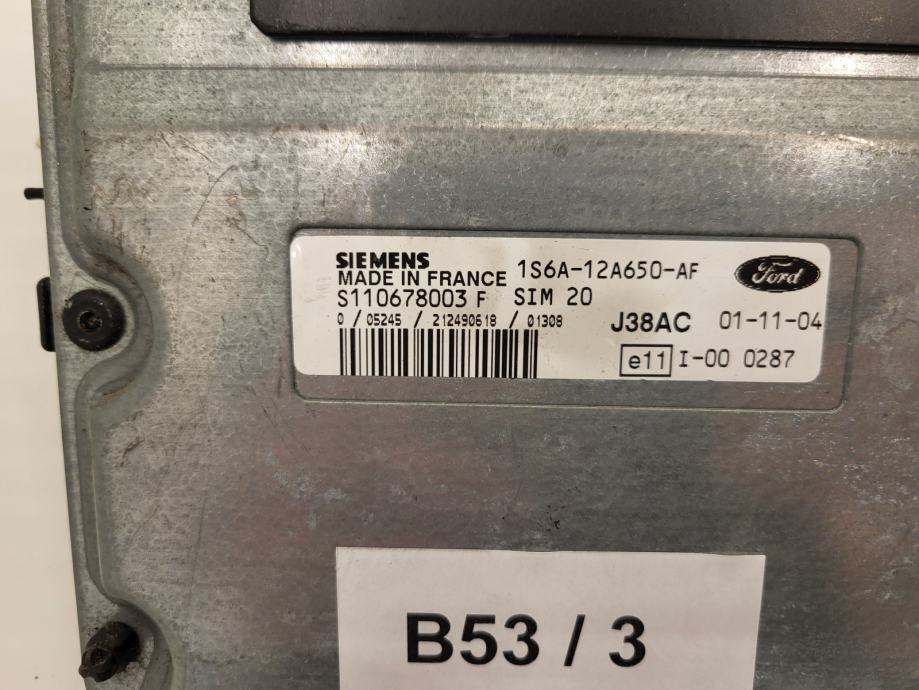 SIEMENS 1S6A-12A650-AF Ford
MADE IN FRANCE
S110678003 F SIM 20
0 / 05245 / 212490618 / 01308 J38AC 01-11-04
e11 I-00 0287
B53 / 3